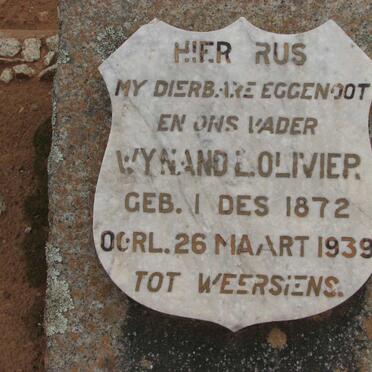 HIER RUS
MY DIERBARE EGGENOOT
EN ONS VADER
WYNAND L. OLIVIER
GEB. 1 DES 1872
OORL. 26 MAART 1939
TOT WEERSIENS.